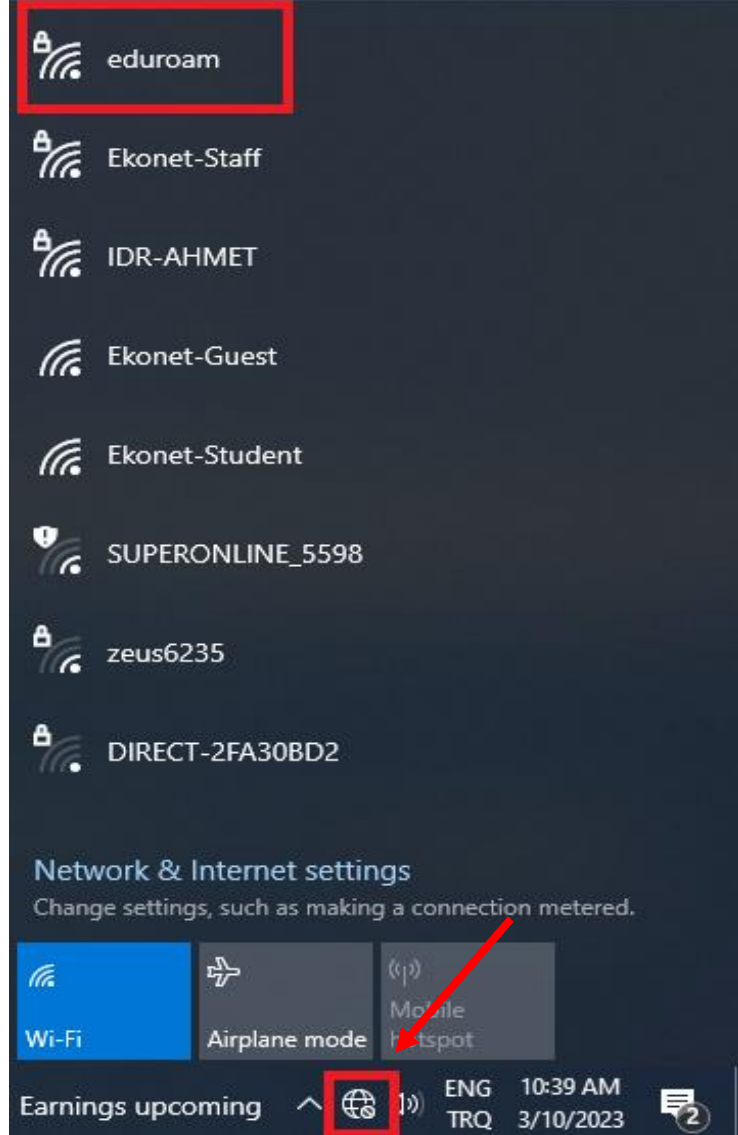 eduroam
Ekonet-Staff
IDR-AHMET
Ekonet-Guest
Ekonet-Student
SUPERONLINE_5598
zeus6235
DIRECT-2FA30BD2
Network & Internet settings
Change settings, such as making a connection metered.
Wi-Fi
Airplane mode
Mobile
hotspot
Earnings upcoming
ENG
TRQ
10:39 AM
3/10/2023
2